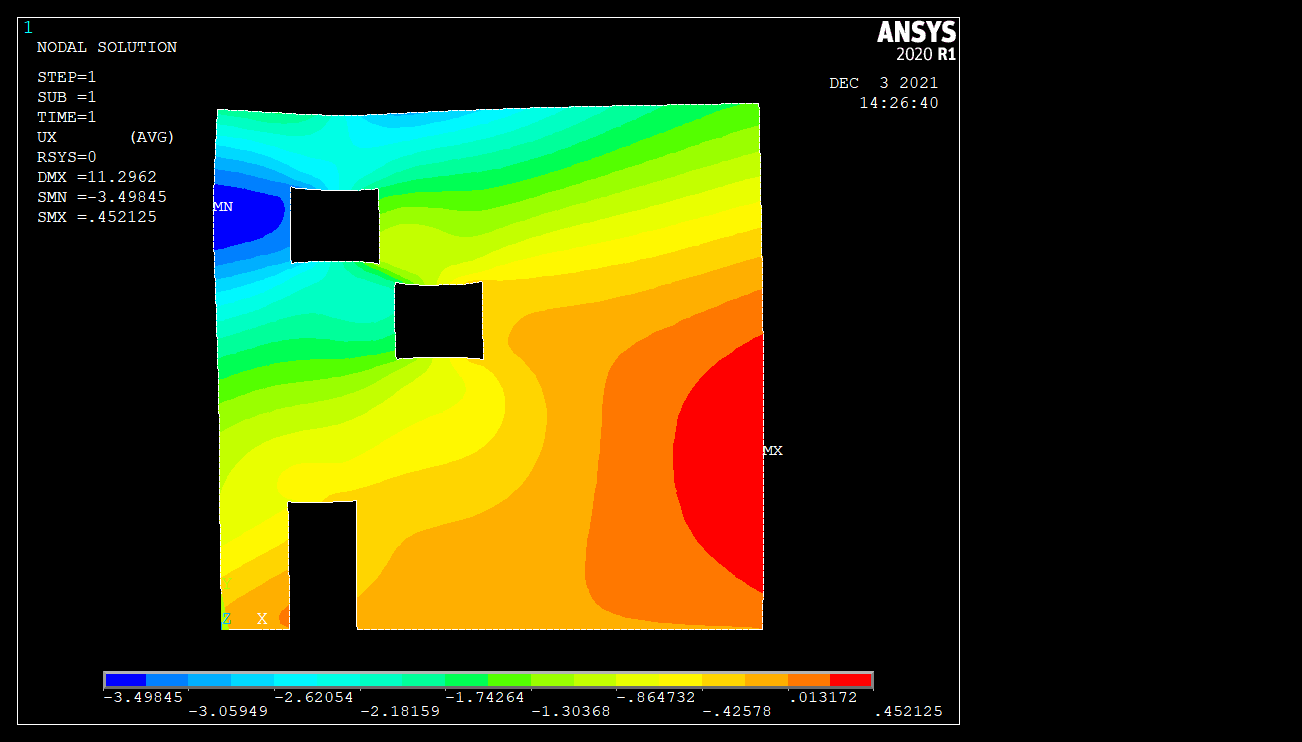 1
ANSYS
2020 R1
NODAL SOLUTION
DEC  3 2021
14:26:40
STEP=1
SUB =1
TIME=1
UX       (AVG)
RSYS=0
DMX =11.2962
SMN =-3.49845
SMX =.452125
MN
MX
Y
Z X
-3.49845 -2.62054 -1.74264 -.864732 .013172
-3.05949 -2.18159 -1.30368 -.42578 .452125